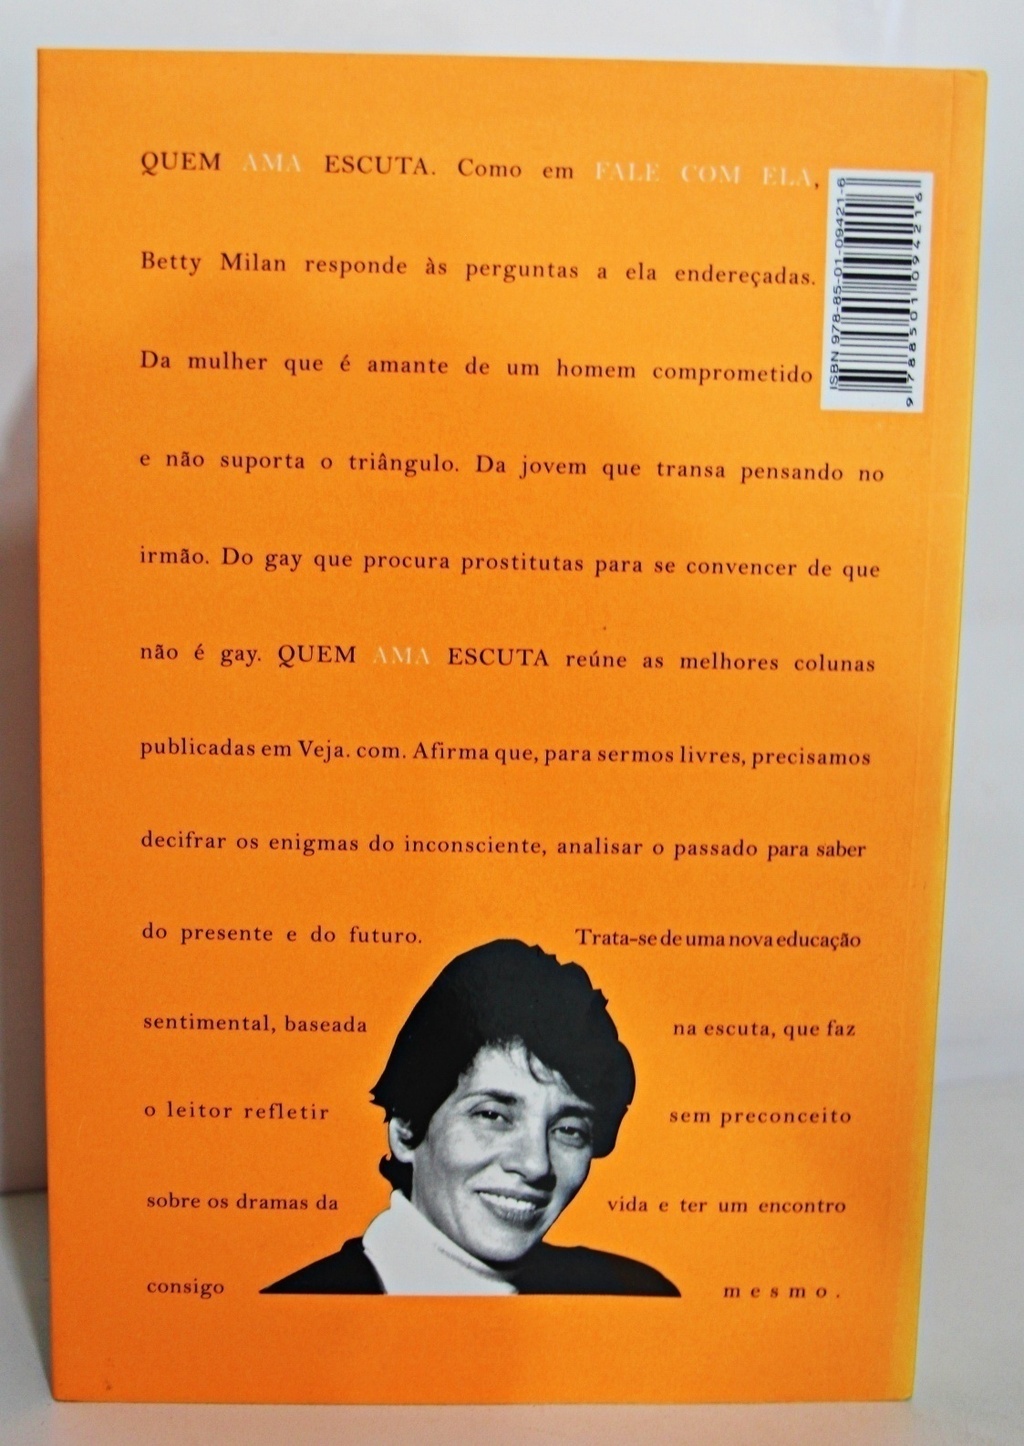 QUEM AMA ESCUTA. Como em FALE COM ELA,
Betty Milan responde às perguntas a ela endereçadas.
Da mulher que é amante de um homem comprometido
e não suporta o triângulo. Da jovem que transa pensando no
irmão. Do gay que procura prostitutas para se convencer de que
não é gay. QUEM AMA ESCUTA reúne as melhores colunas
publicadas em Veja. com. Afirma que, para sermos livres, precisamos
decifrar os enigmas do inconsciente, analisar o passado para saber
do presente e do futuro. Trata-se de uma nova educação
sentimental, baseada na escuta, que faz
o leitor refletir sem preconceito
sobre os dramas da vida e ter um encontro
consigo mesmo.
ISBN 978-85-01-09421-6
9 788501 094216